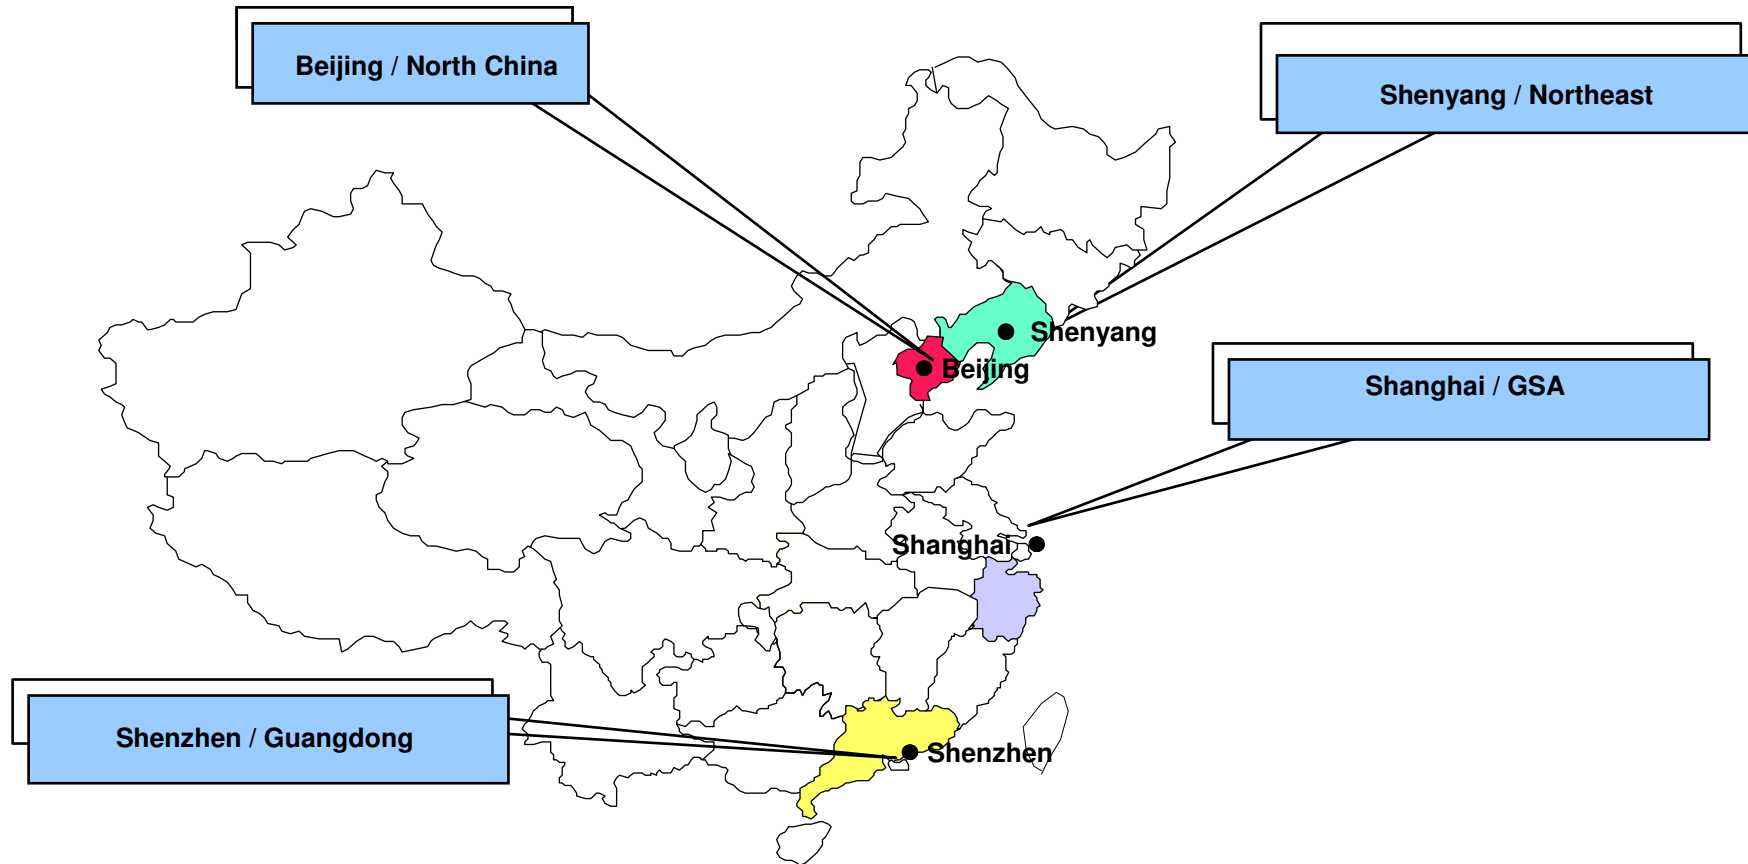 Beijing / North China
Shenyang / Northeast
Shenyang
Beijing
Shanghai / GSA
Shanghai
Shenzhen / Guangdong
Shenzhen